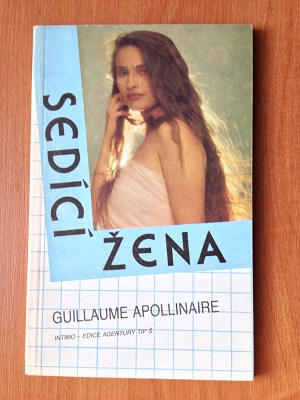 SEDÍCÍ
ŽENA
GUILLAUME APOLLINAIRE
INTIMO – EDICE AGENTURY TIP Š